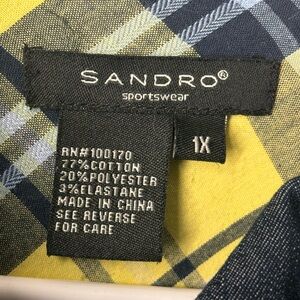 SANDRO®
sportswear
1X
RN#100170
77%COTTON
20%POLYESTER
3%ELASTANE
MADE IN CHINA
SEE REVERSE
FOR CARE